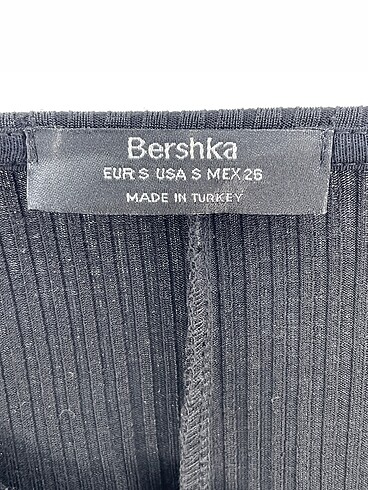 Bershka
EUR S USA S MEX 26
MADE IN TURKEY